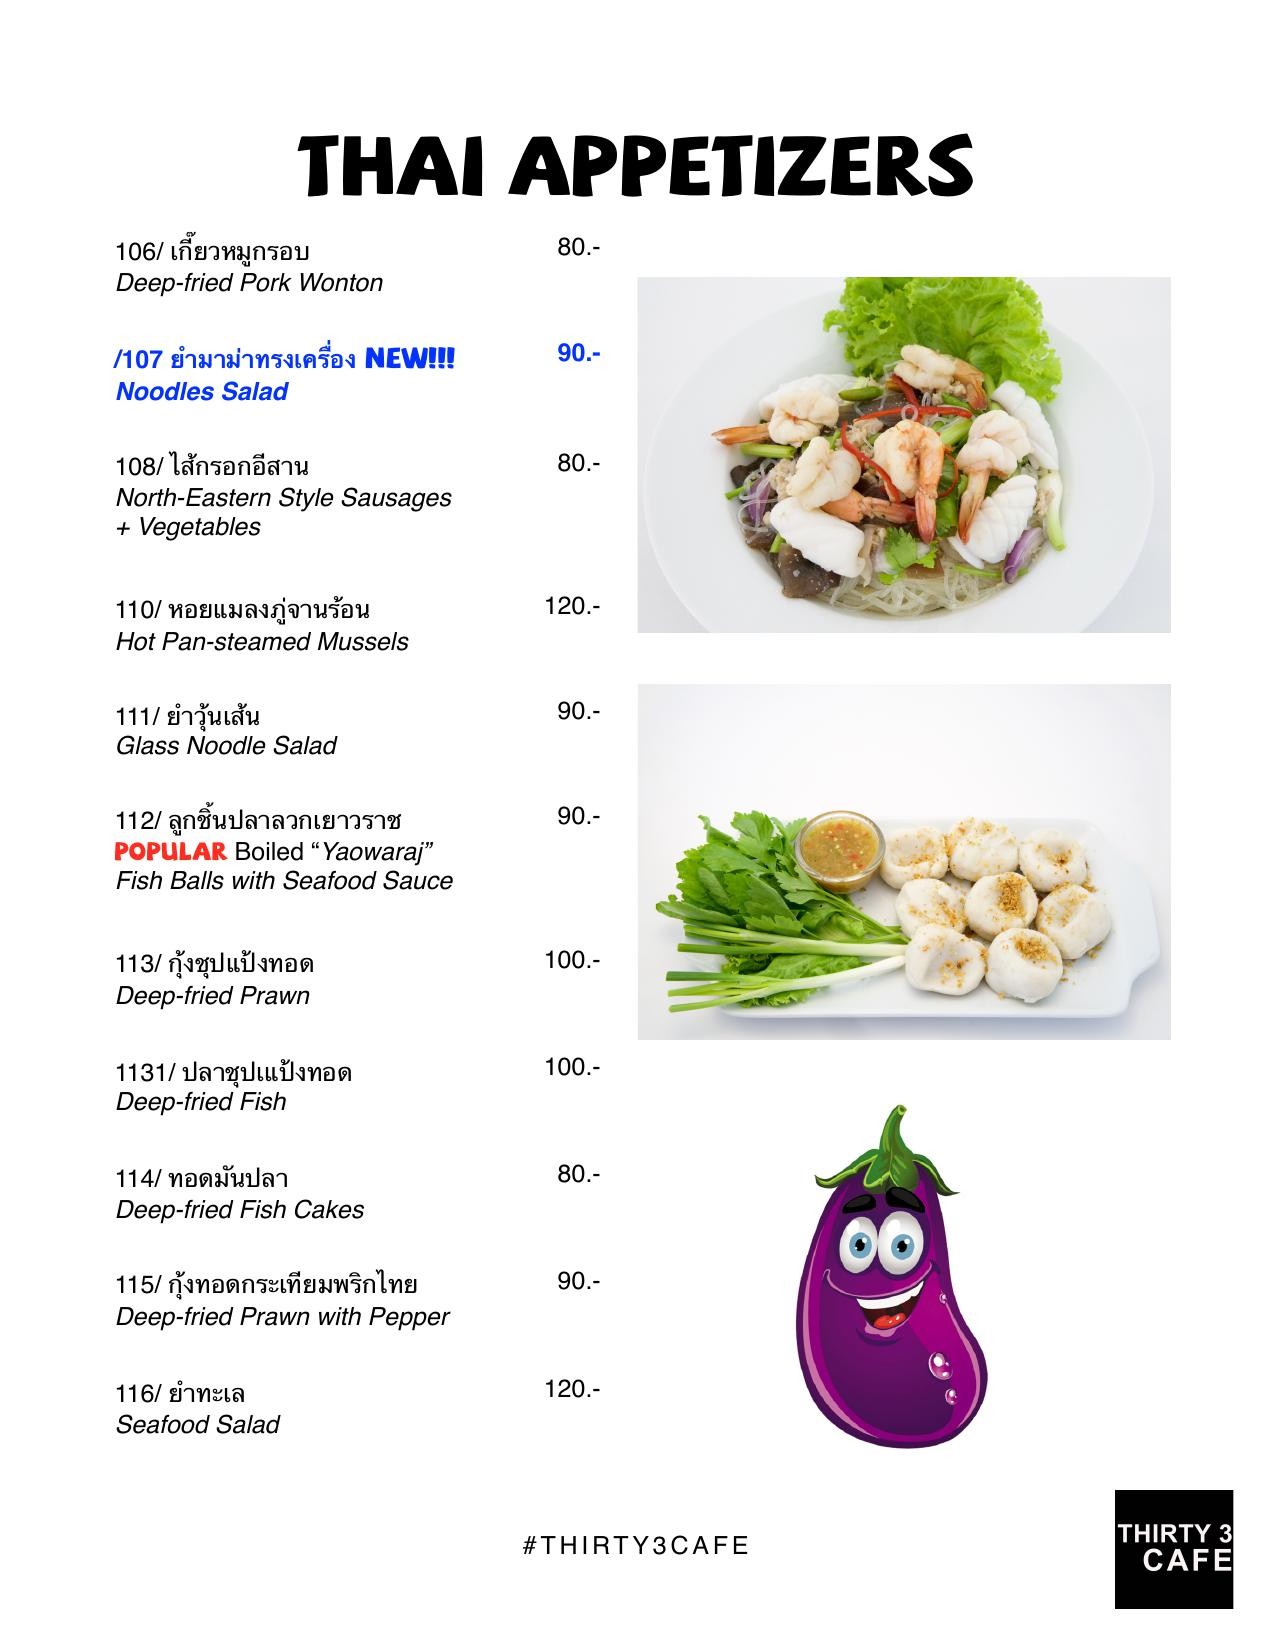 THAI APPETIZERS
106/ เกี๊ยวหมูกรอบ 80.-
Deep-fried Pork Wonton
/107 ยำมาม่าทรงเครื่อง NEW!!! 90.-
Noodles Salad
108/ ไส้กรอกอีสาน 80.-
North-Eastern Style Sausages
+ Vegetables
110/ หอยแมลงภู่จานร้อน 120.-
Hot Pan-steamed Mussels
111/ ยำวุ้นเส้น 90.-
Glass Noodle Salad
112/ ลูกชิ้นปลาลวกเยาวราช 90.-
POPULAR Boiled “Yaowaraj”
Fish Balls with Seafood Sauce
113/ กุ้งชุปแป้งทอด 100.-
Deep-fried Prawn
1131/ ปลาชุปเแป้งทอด 100.-
Deep-fried Fish
114/ ทอดมันปลา 80.-
Deep-fried Fish Cakes
115/ กุ้งทอดกระเทียมพริกไทย 90.-
Deep-fried Prawn with Pepper
116/ ยำทะเล 120.-
Seafood Salad
#THIRTY3CAFE
THIRTY 3
CAFE